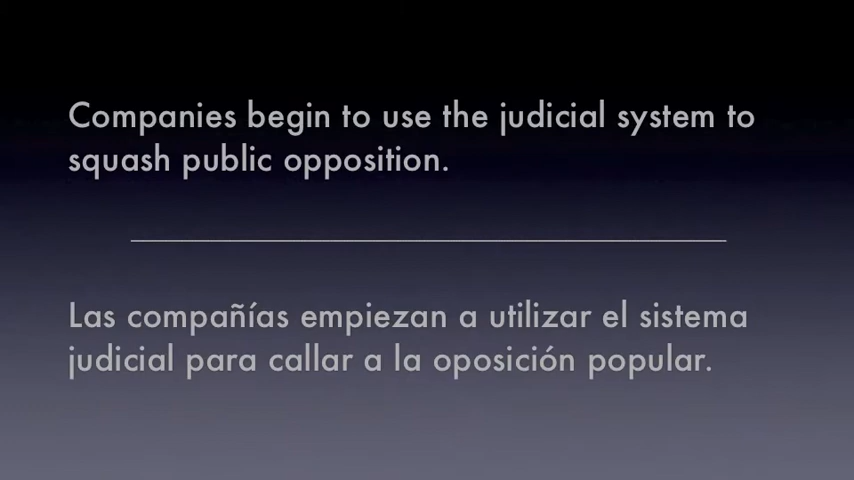 Companies begin to use the judicial system to
squash public opposition.
Las compañías empiezan a utilizar el sistema
judicial para callar a la oposición popular.